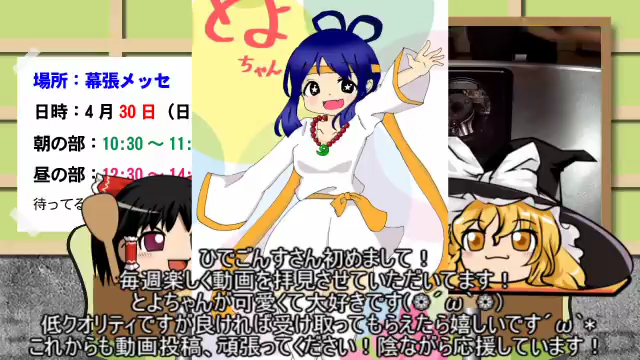 とよ
ちゃん
場所：幕張メッセ
日時：4月30日（日
朝の部：10:30～11:
昼の部：12:30～14:
待ってる
ひでごんすさん初めまして！
毎週楽しく動画を拝見させていただいてます！
とよちゃんが可愛くて大好きです(❁´ω`❁)
低クオリティですが良ければ受け取ってもらえたら嬉しいです´ω`*
これからも動画投稿、頑張ってください！陰ながら応援しています！